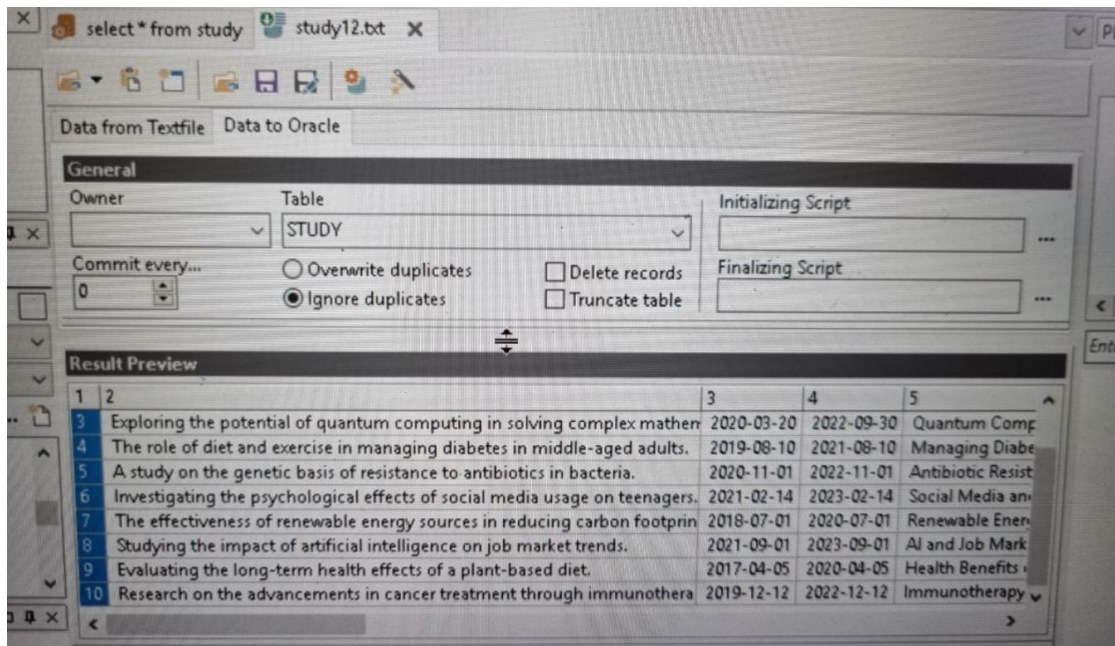 select * from study study12.txt
Data from Textfile Data to Oracle
General
Owner Table Initializing Script
STUDY ...
Commit every... Overwrite duplicates Delete records Finalizing Script
0 Ignore duplicates Truncate table ...
Result Preview
1 2 3 4 5
3 Exploring the potential of quantum computing in solving complex mathem 2020-03-20 2022-09-30 Quantum Comp
4 The role of diet and exercise in managing diabetes in middle-aged adults. 2019-08-10 2021-08-10 Managing Diabe
5 A study on the genetic basis of resistance to antibiotics in bacteria. 2020-11-01 2022-11-01 Antibiotic Resist
6 Investigating the psychological effects of social media usage on teenagers. 2021-02-14 2023-02-14 Social Media an
7 The effectiveness of renewable energy sources in reducing carbon footprin 2018-07-01 2020-07-01 Renewable Ener
8 Studying the impact of artificial intelligence on job market trends. 2021-09-01 2023-09-01 AI and Job Mark
9 Evaluating the long-term health effects of a plant-based diet. 2017-04-05 2020-04-05 Health Benefits
10 Research on the advancements in cancer treatment through immunothera 2019-12-12 2022-12-12 Immunotherapy